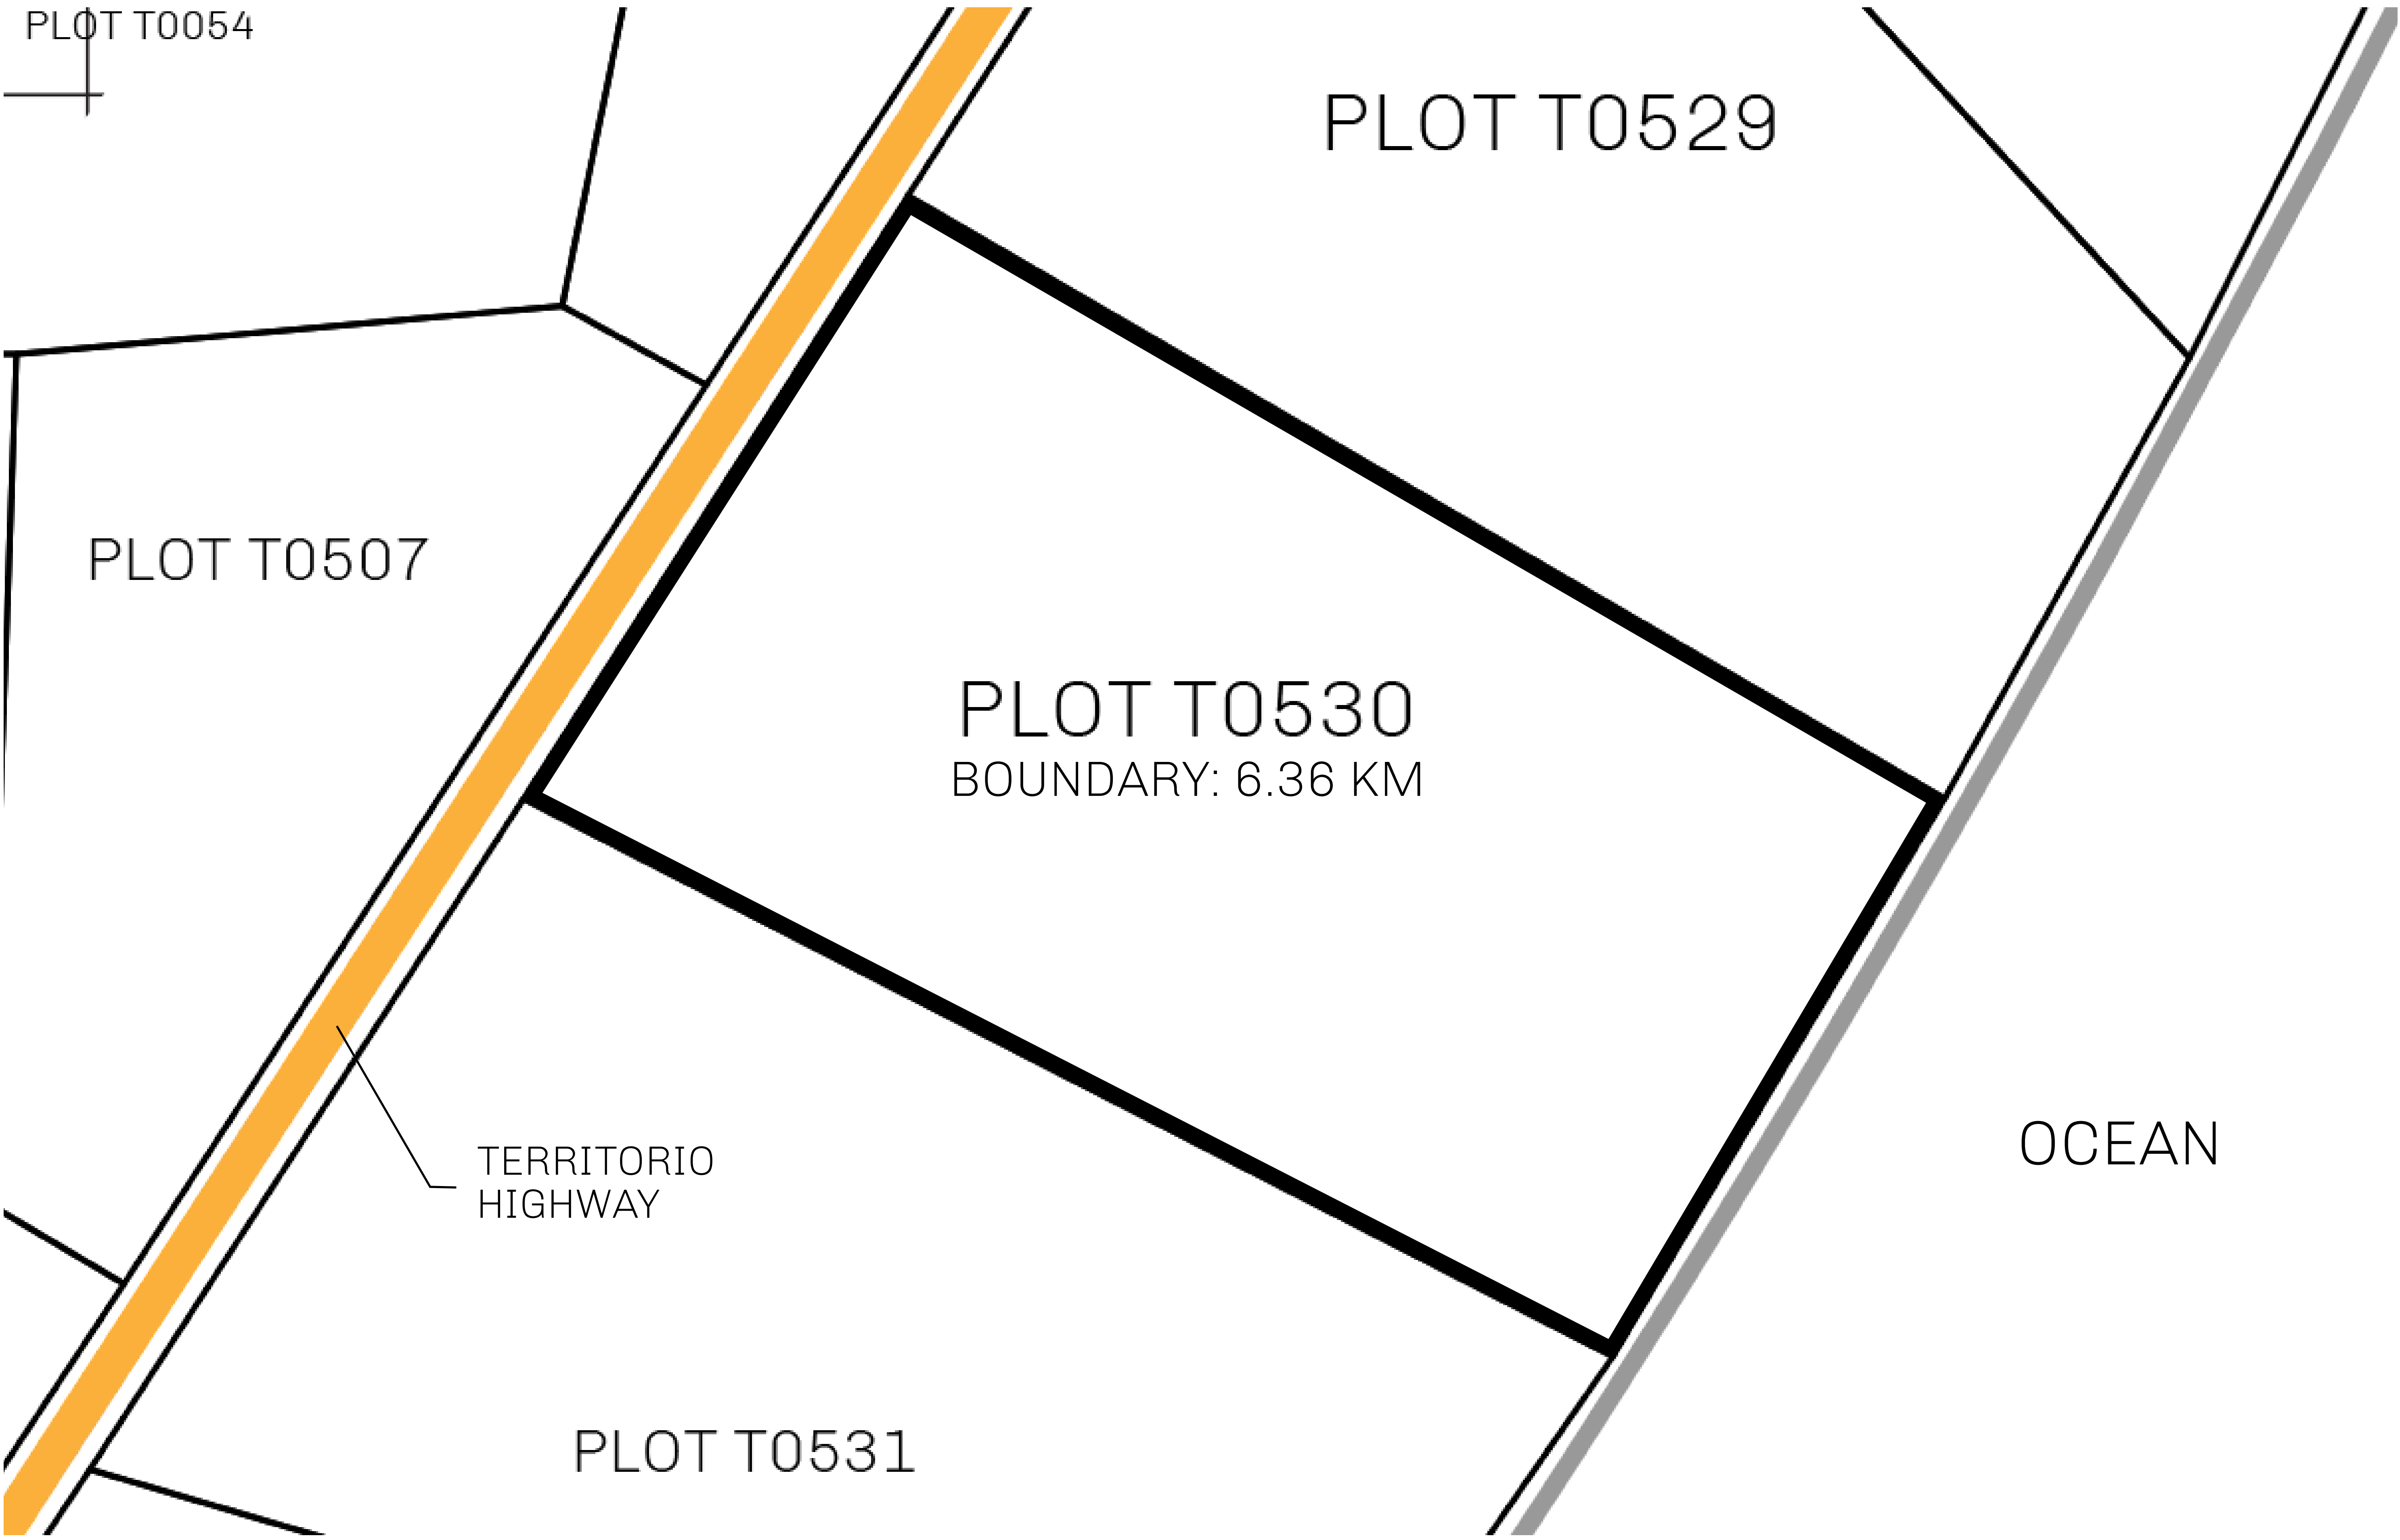 PLOT T0054
PLOT T0529
PLOT T0507
PLOT T0530
BOUNDARY: 6.36 KM
OCEAN
TERRITORIO
HIGHWAY
PLOT T0531